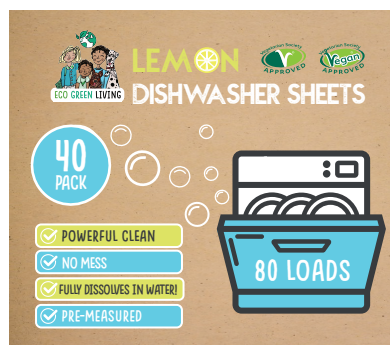 LEMON
DISHWASHER SHEETS
ECO GREEN LIVING
Vegetarian Society
V
APPROVED
Vegetarian Society
Vegan
APPROVED
40
PACK
POWERFUL CLEAN
NO MESS
FULLY DISSOLVES IN WATER!
PRE-MEASURED
80 LOADS